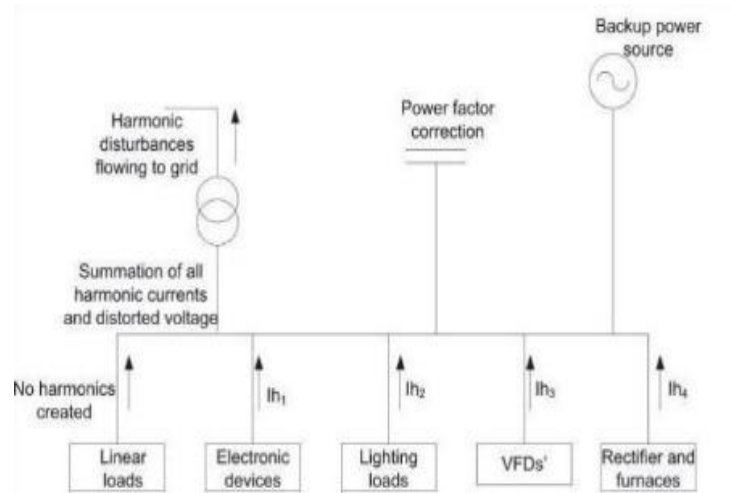 Backup power
source
Harmonic
disturbances
flowing to grid
Power factor
correction
Summation of all
harmonic currents
and distorted voltage
No harmonics
created
Ih1
Ih2
Ih3
Ih4
Linear
loads
Electronic
devices
Lighting
loads
VFDs'
Rectifier and
furnaces